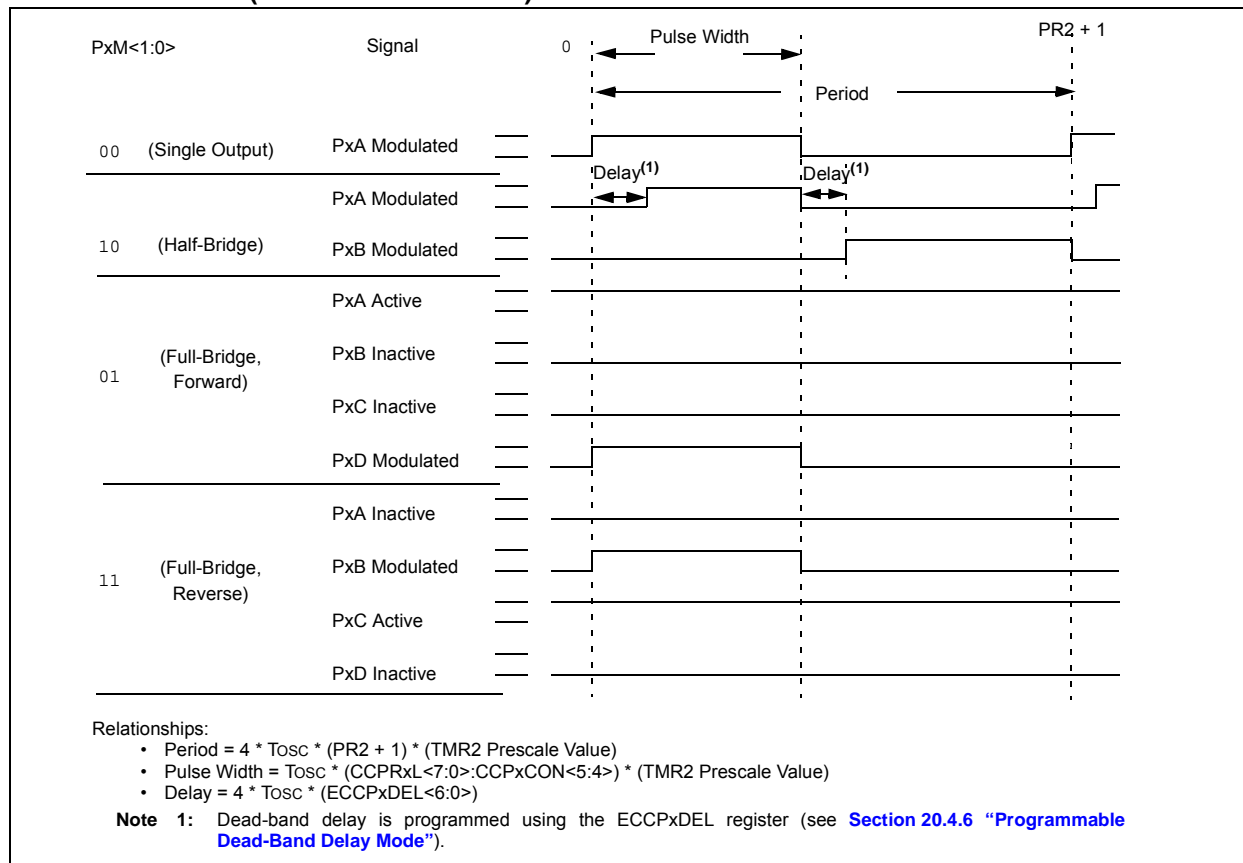 PxM<1:0> Signal 0 Pulse Width PR2 + 1
Period
00 (Single Output) PxA Modulated
Delay(1) Delay(1)
PxA Modulated
10 (Half-Bridge) PxB Modulated
PxA Active
01 (Full-Bridge, Forward) PxB Inactive
PxC Inactive
PxD Modulated
PxA Inactive
11 (Full-Bridge, Reverse) PxB Modulated
PxC Active
PxD Inactive
Relationships:
• Period = 4 * TOSC * (PR2 + 1) * (TMR2 Prescale Value)
• Pulse Width = TOSC * (CCPRxL<7:0>:CCPxCON<5:4>) * (TMR2 Prescale Value)
• Delay = 4 * TOSC * (ECCPxDEL<6:0>)
Note 1: Dead-band delay is programmed using the ECCPxDEL register (see Section 20.4.6 “Programmable
Dead-Band Delay Mode”).